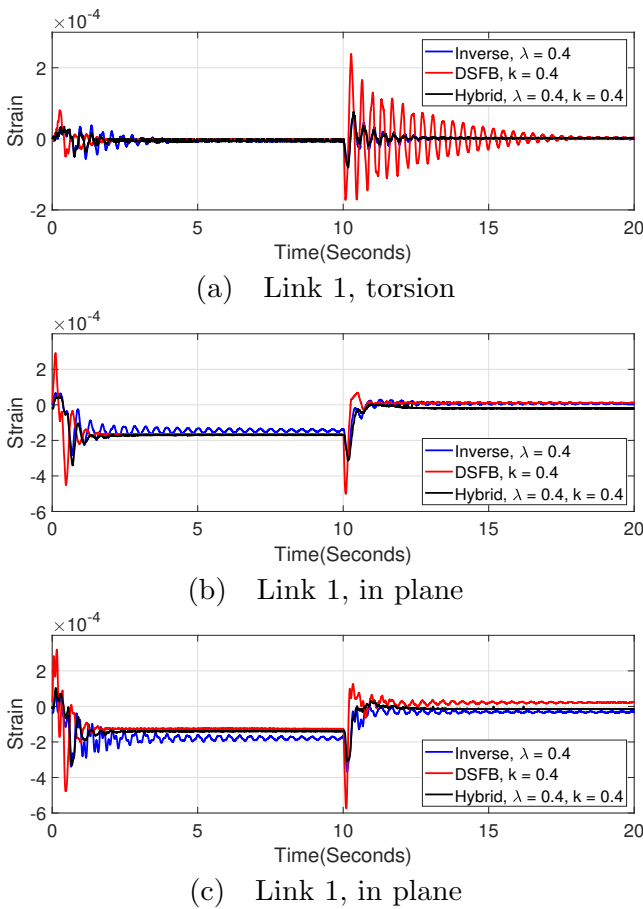 ×10⁻⁴
2
0
-2
Strain
Inverse, λ = 0.4
DSFB, k = 0.4
Hybrid, λ = 0.4, k = 0.4
0 5 10 15 20
Time(Seconds)
(a) Link 1, torsion
×10⁻⁴
4
2
0
-2
-4
-6
Strain
Inverse, λ = 0.4
DSFB, k = 0.4
Hybrid, λ = 0.4, k = 0.4
0 5 10 15 20
Time(Seconds)
(b) Link 1, in plane
×10⁻⁴
2
0
-2
-4
-6
Strain
Inverse, λ = 0.4
DSFB, k = 0.4
Hybrid, λ = 0.4, k = 0.4
0 5 10 15 20
Time(Seconds)
(c) Link 1, in plane